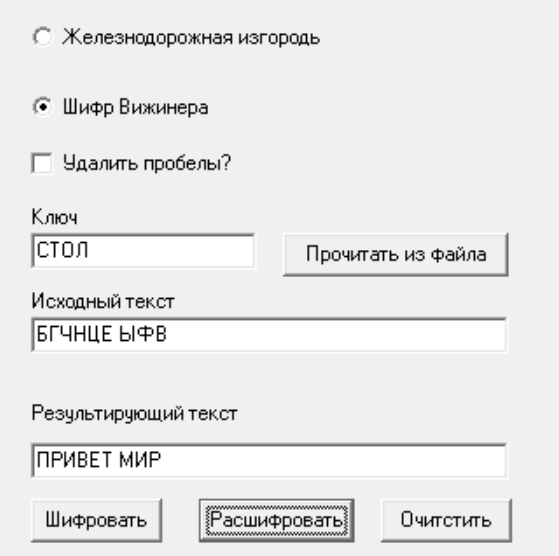 Железнодорожная изгородь
Шифр Вижинера
Удалить пробелы?
Ключ
СТОЛ
Прочитать из файла
Исходный текст
БГЧНЦЕ ЫФВ
Результирующий текст
ПРИВЕТ МИР
Шифровать Расшифровать Очитстить